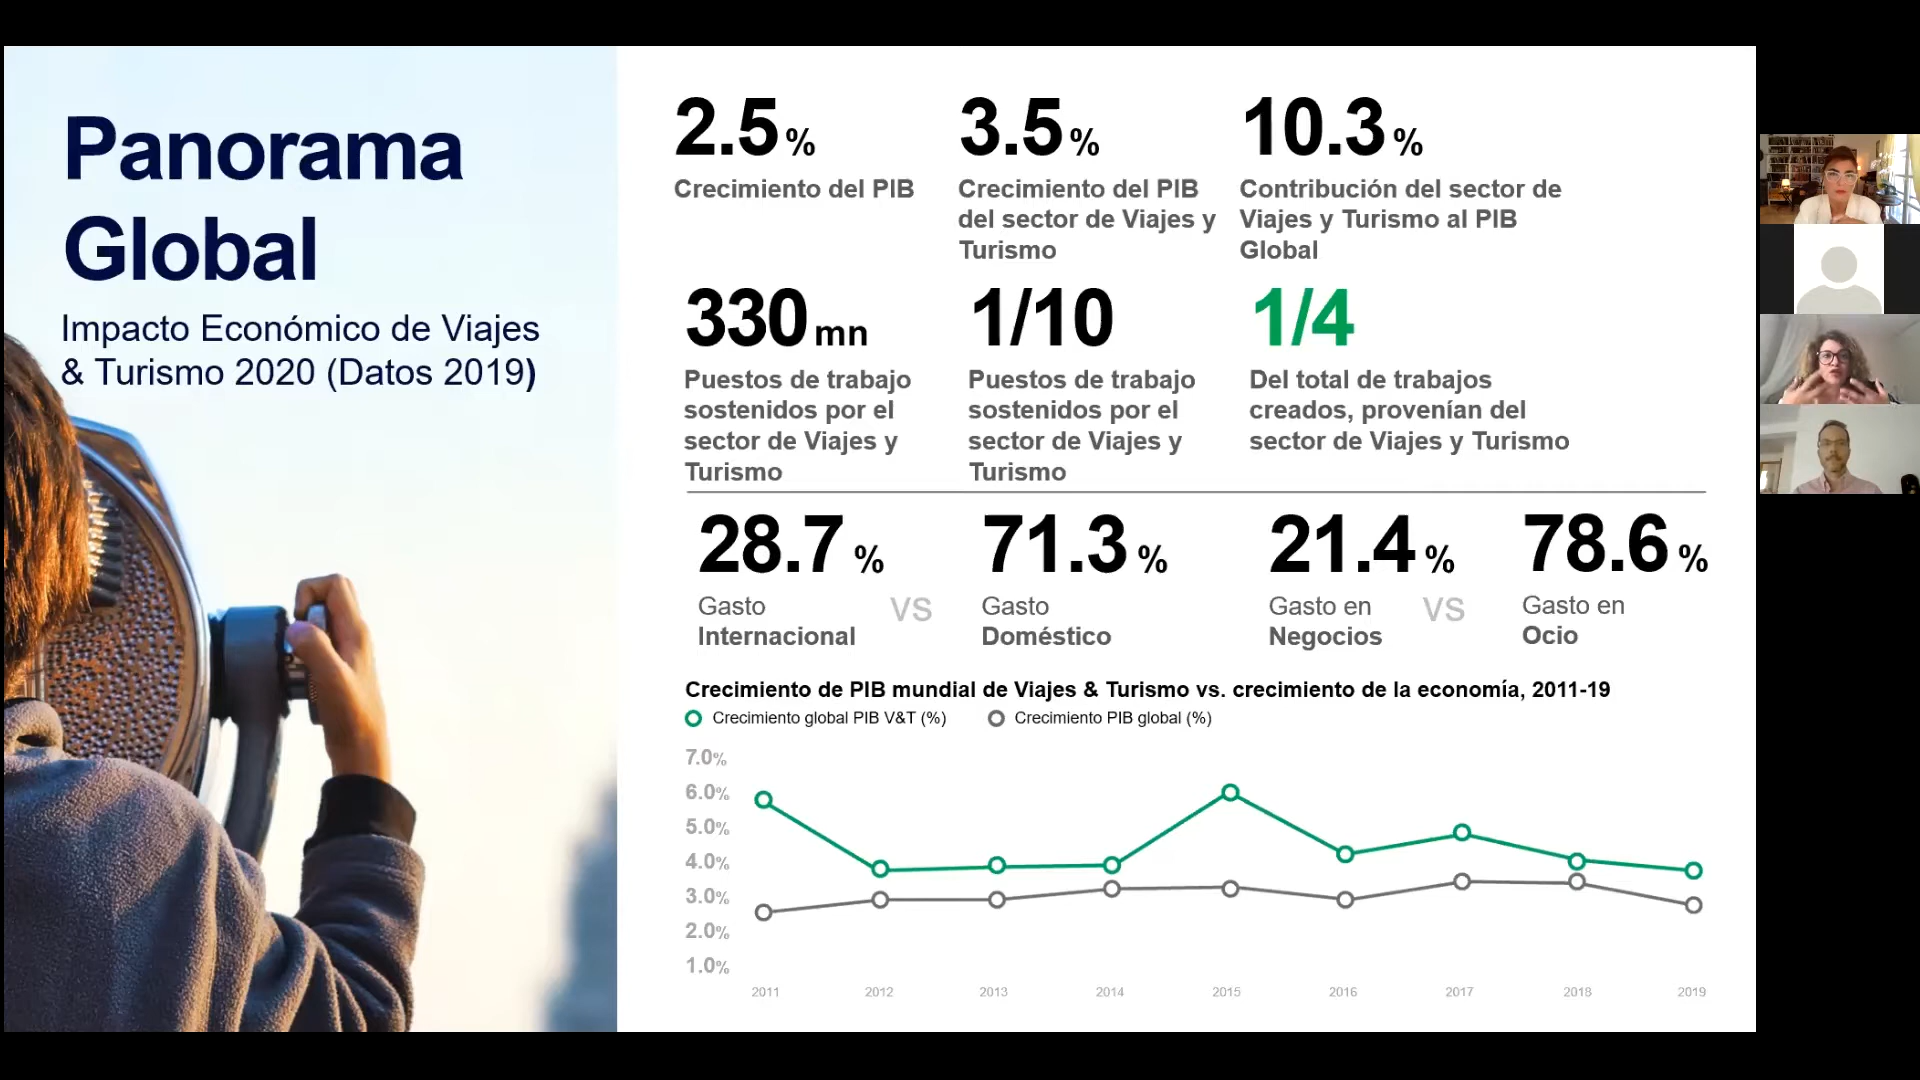 Panorama
Global
Impacto Económico de Viajes
& Turismo 2020 (Datos 2019)
2.5 %
Crecimiento del PIB
3.5 %
Crecimiento del PIB
del sector de Viajes y
Turismo
10.3 %
Contribución del sector de
Viajes y Turismo al PIB
Global
330 mn
Puestos de trabajo
sostenidos por el
sector de Viajes y
Turismo
1/10
Puestos de trabajo
sostenidos por el
sector de Viajes y
Turismo
1/4
Del total de trabajos
creados, provenían del
sector de Viajes y Turismo
28.7 %
Gasto
Internacional
VS
71.3 %
Gasto
Doméstico
21.4 %
Gasto en
Negocios
VS
78.6 %
Gasto en
Ocio
Crecimiento de PIB mundial de Viajes & Turismo vs. crecimiento de la economía, 2011-19
Crecimiento global PIB V&T (%)
Crecimiento PIB global (%)
7.0%
6.0%
5.0%
4.0%
3.0%
2.0%
1.0%
2011 2012 2013 2014 2015 2016 2017 2018 2019